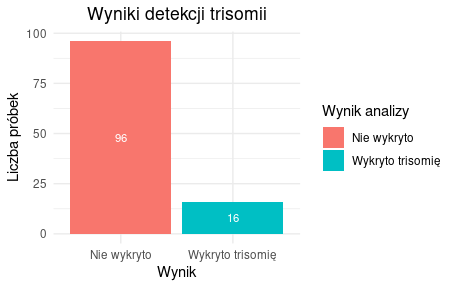 Wyniki detekcji trisomii
Liczba próbek
100
75
50
25
0
96
16
Nie wykryto
Wykryto trisomię
Wynik
Wynik analizy
Nie wykryto
Wykryto trisomię